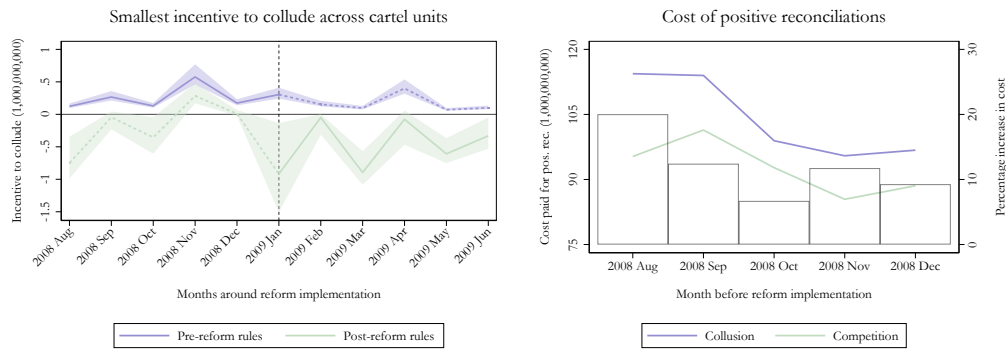 Smallest incentive to collude across cartel units
Incentive to collude (1,000,000,000)
1
.5
0
-.5
-1
-1.5
2008 Aug
2008 Sep
2008 Oct
2008 Nov
2008 Dec
2009 Jan
2009 Feb
2009 Mar
2009 Apr
2009 May
2009 Jun
Months around reform implementation
Pre-reform rules
Post-reform rules
Cost of positive reconciliations
Cost paid for pos. rec. (1,000,000,000)
120
105
90
75
30
20
10
0
Percentage increase in cost
2008 Aug
2008 Sep
2008 Oct
2008 Nov
2008 Dec
Month before reform implementation
Collusion
Competition